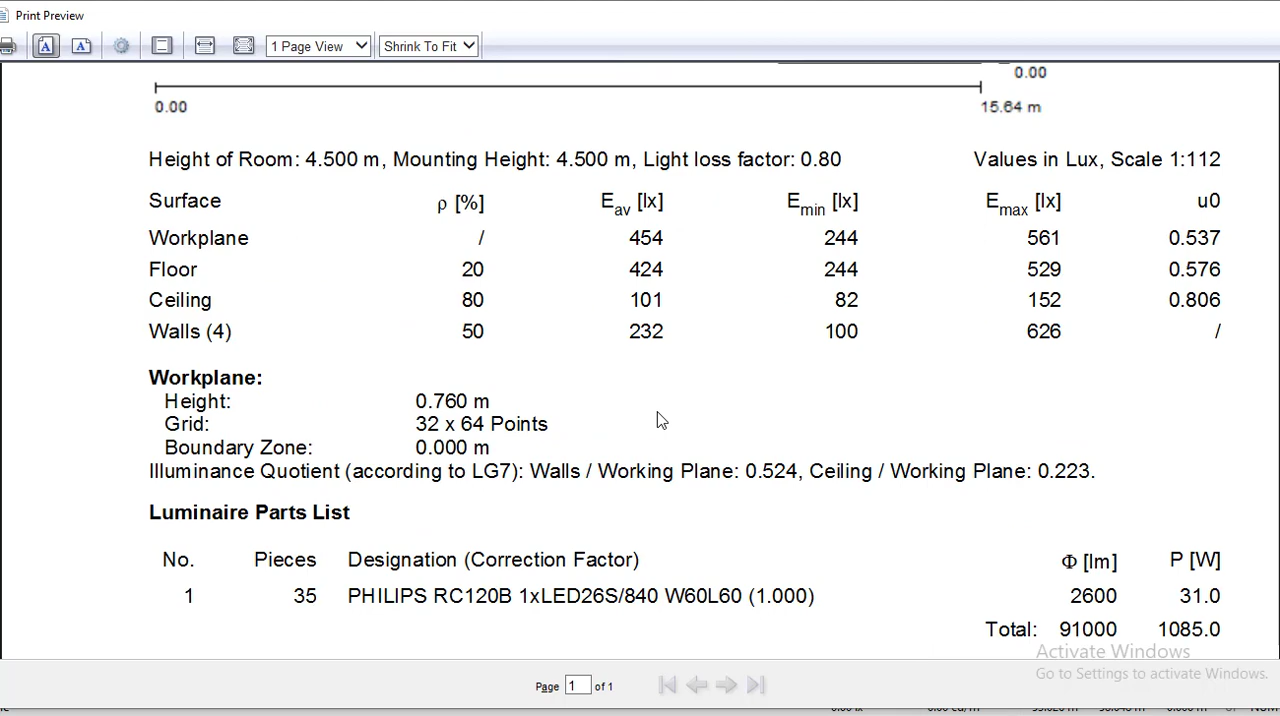 Print Preview
1 Page View Shrink To Fit
0.00
0.00 15.64 m
Height of Room: 4.500 m, Mounting Height: 4.500 m, Light loss factor: 0.80 Values in Lux, Scale 1:112
Surface ρ [%] Eav [lx] Emin [lx] Emax [lx] u0
Workplane / 454 244 561 0.537
Floor 20 424 244 529 0.576
Ceiling 80 101 82 152 0.806
Walls (4) 50 232 100 626 /
Workplane:
Height: 0.760 m
Grid: 32 x 64 Points
Boundary Zone: 0.000 m
Illuminance Quotient (according to LG7): Walls / Working Plane: 0.524, Ceiling / Working Plane: 0.223.
Luminaire Parts List
No. Pieces Designation (Correction Factor) Φ [lm] P [W]
1 35 PHILIPS RC120B 1xLED26S/840 W60L60 (1.000) 2600 31.0
Total: 91000 1085.0
Activate Windows
Go to Settings to activate Windows.
Page 1 of 1